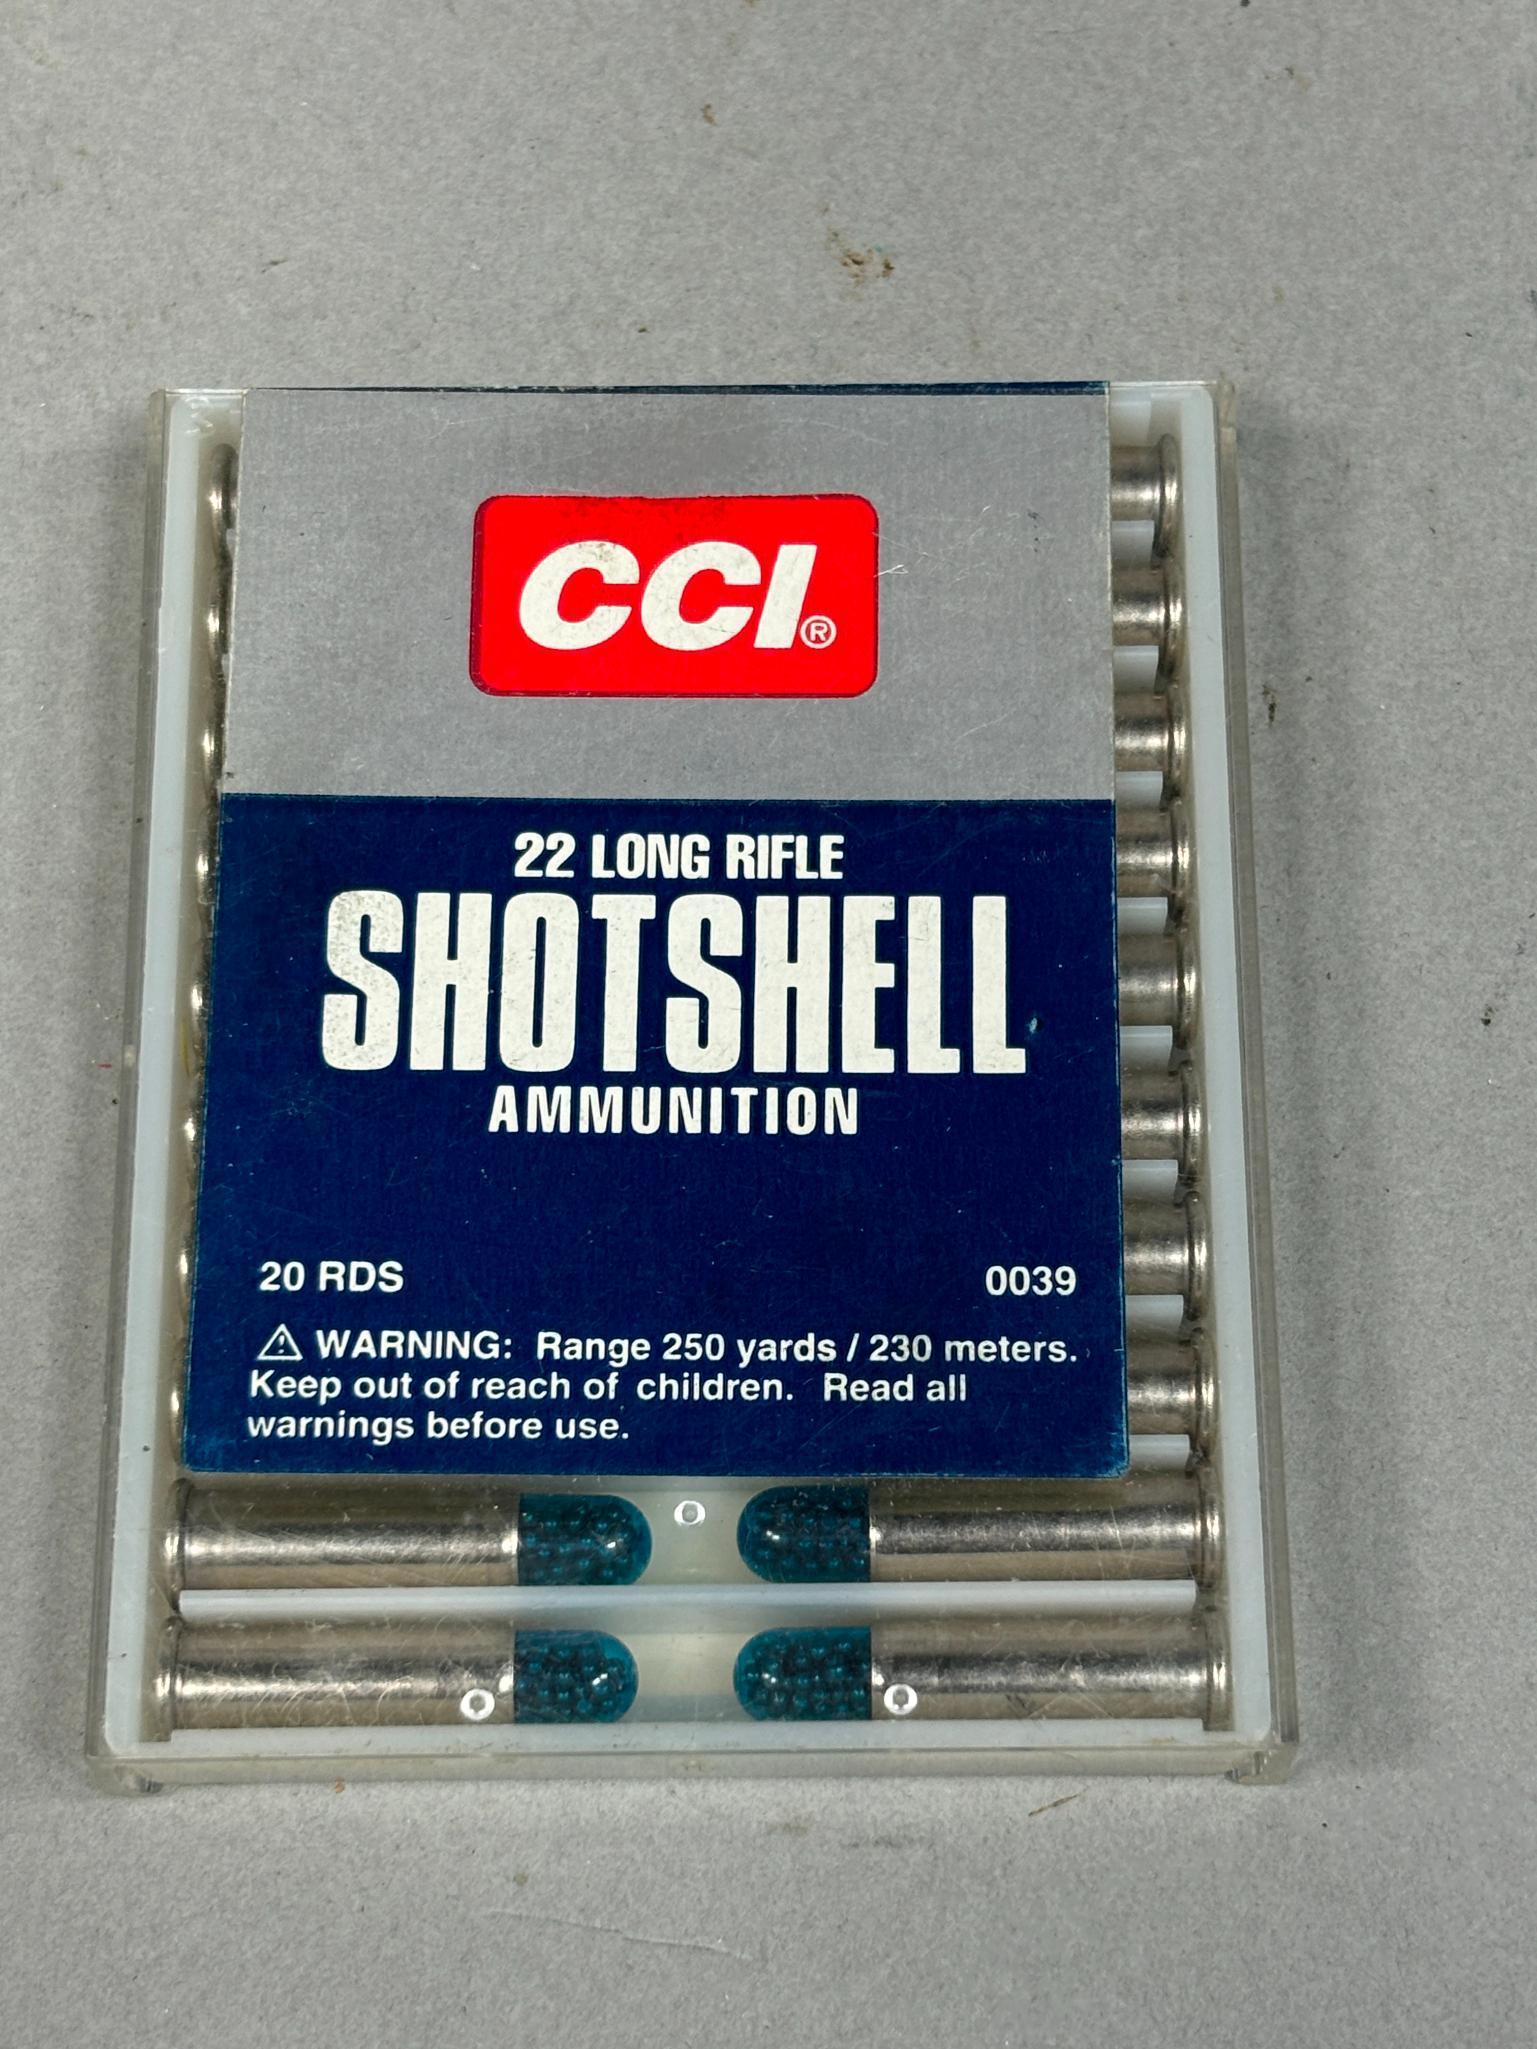 CCI®
22 LONG RIFLE
SHOTSHELL
AMMUNITION
20 RDS 0039
⚠ WARNING: Range 250 yards / 230 meters.
Keep out of reach of children. Read all
warnings before use.